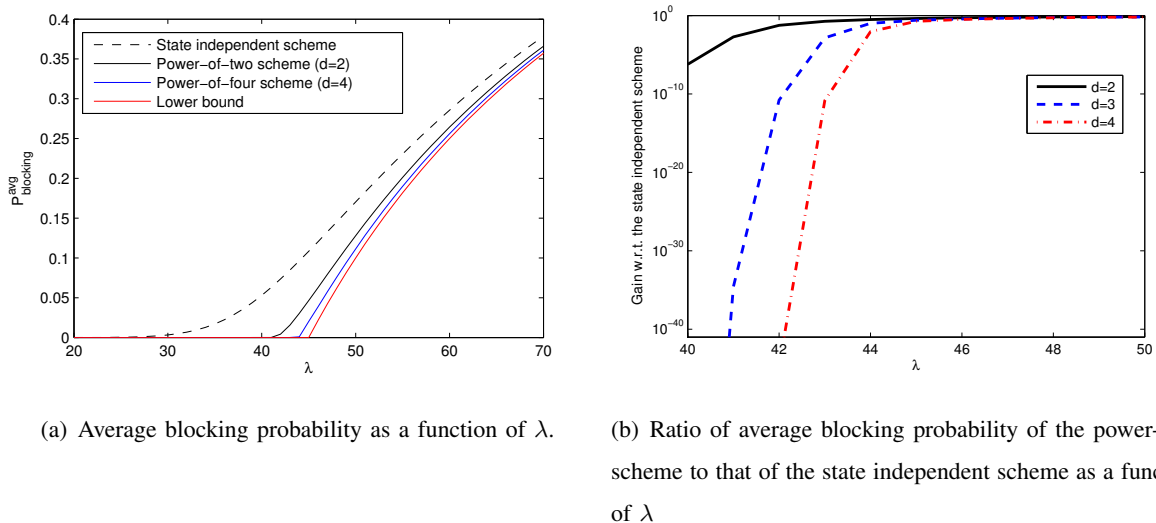 0.4
0.35
0.3
0.25
0.2
0.15
0.1
0.05
0
P^avg_blocking
State independent scheme
Power-of-two scheme (d=2)
Power-of-four scheme (d=4)
Lower bound
20 30 40 50 60 70
λ
(a) Average blocking probability as a function of λ.
10^0
10^−10
10^−20
10^−30
10^−40
Gain w.r.t. the state independent scheme
d=2
d=3
d=4
40 42 44 46 48 50
λ
(b) Ratio of average blocking probability of the power-
scheme to that of the state independent scheme as a func
of λ